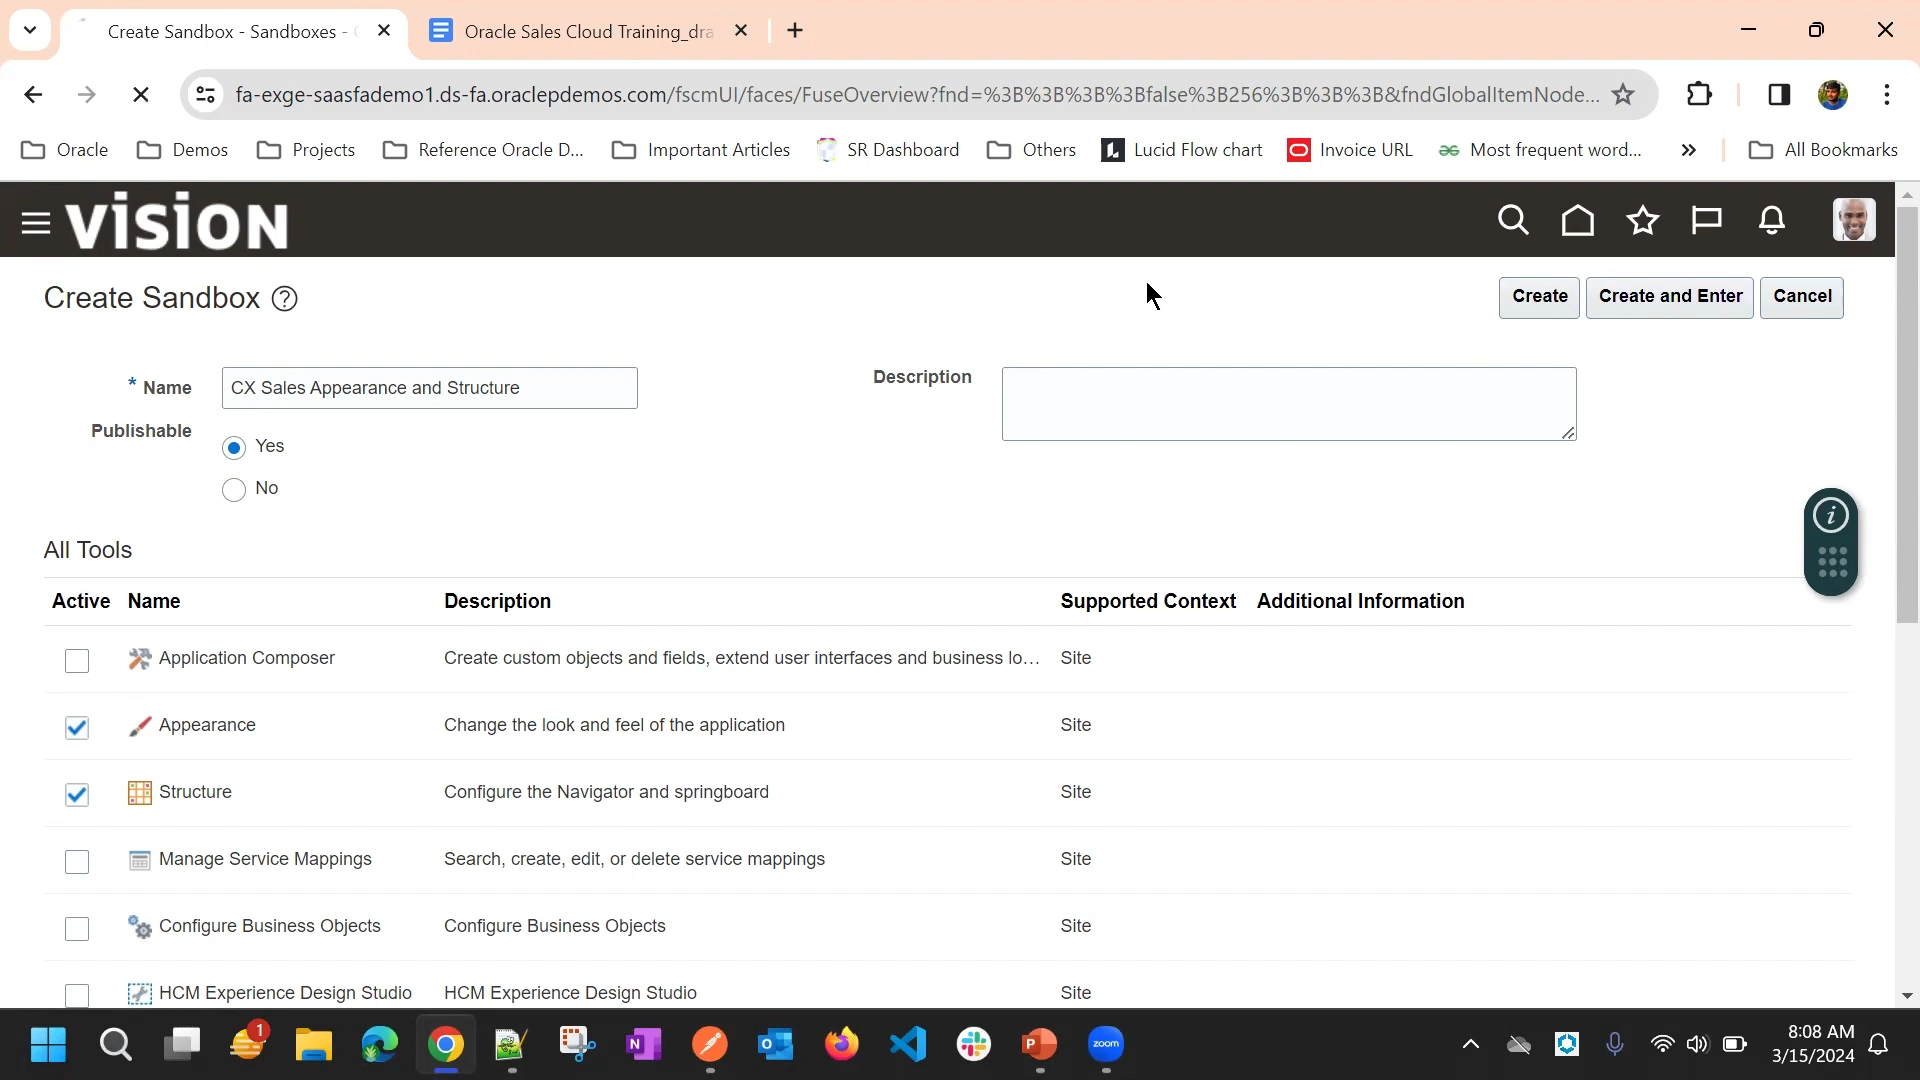 Create Sandbox - Sandboxes -
Oracle Sales Cloud Training_dra
fa-exge-saasfademo1.ds-fa.oraclepdemos.com/fscmUI/faces/FuseOverview?fnd=%3B%3B%3B%3Bfalse%3B256%3B%3B%3B&fndGlobalItemNode...
Oracle
Demos
Projects
Reference Oracle D...
Important Articles
SR Dashboard
Others
Lucid Flow chart
Invoice URL
Most frequent word...
All Bookmarks
vision
Create Sandbox
Create
Create and Enter
Cancel
* Name
CX Sales Appearance and Structure
Description
Publishable
Yes
No
All Tools
Active Name Description Supported Context Additional Information
Application Composer Create custom objects and fields, extend user interfaces and business lo... Site
Appearance Change the look and feel of the application Site
Structure Configure the Navigator and springboard Site
Manage Service Mappings Search, create, edit, or delete service mappings Site
Configure Business Objects Configure Business Objects Site
HCM Experience Design Studio HCM Experience Design Studio Site
1
zoom
8:08 AM
3/15/2024